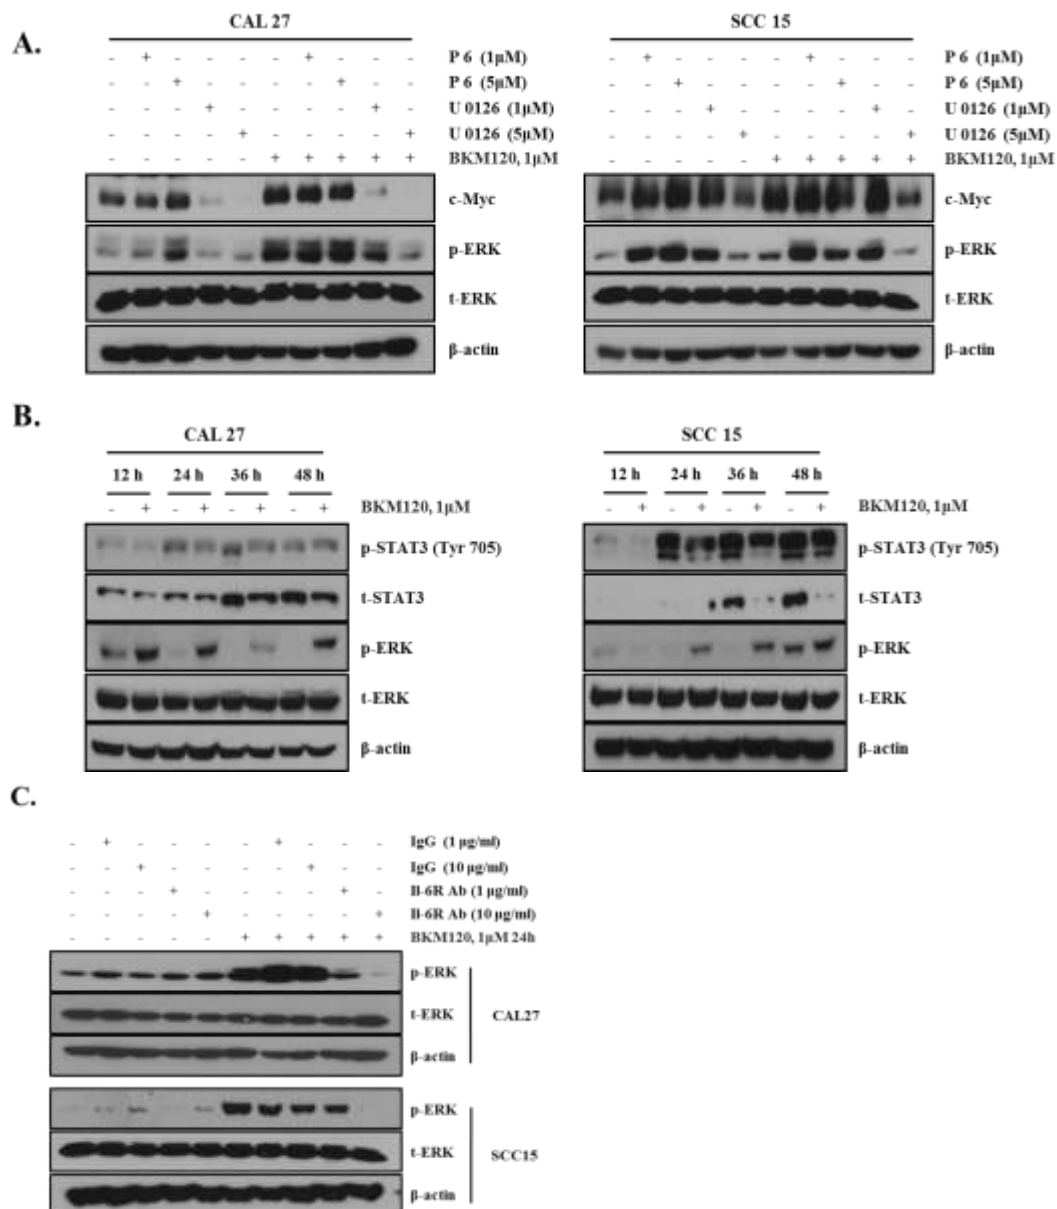 A.
CAL 27
- + - - - - + - - - P 6 (1µM)
- - + - - - - + - - P 6 (5µM)
- - - + - - - - + - U 0126 (1µM)
- - - - + - - - - + U 0126 (5µM)
- - - - - + + + + + BKM120, 1µM
c-Myc
p-ERK
t-ERK
β-actin
SCC 15
- + - - - - + - - - P 6 (1µM)
- - + - - - - + - - P 6 (5µM)
- - - + - - - - + - U 0126 (1µM)
- - - - + - - - - + U 0126 (5µM)
- - - - - + + + + + BKM120, 1µM
c-Myc
p-ERK
t-ERK
β-actin
B.
CAL 27
12 h 24 h 36 h 48 h
- + - + - + - + BKM120, 1µM
p-STAT3 (Tyr 705)
t-STAT3
p-ERK
t-ERK
β-actin
SCC 15
12 h 24 h 36 h 48 h
- + - + - + - + BKM120, 1µM
p-STAT3 (Tyr 705)
t-STAT3
p-ERK
t-ERK
β-actin
C.
- + - - - - + - - - IgG (1 µg/ml)
- - + - - - - + - - IgG (10 µg/ml)
- - - + - - - - + - Il-6R Ab (1 µg/ml)
- - - - + - - - - + Il-6R Ab (10 µg/ml)
- - - - - + + + + + BKM120, 1µM 24h
p-ERK
t-ERK
β-actin
CAL27
p-ERK
t-ERK
β-actin
SCC15